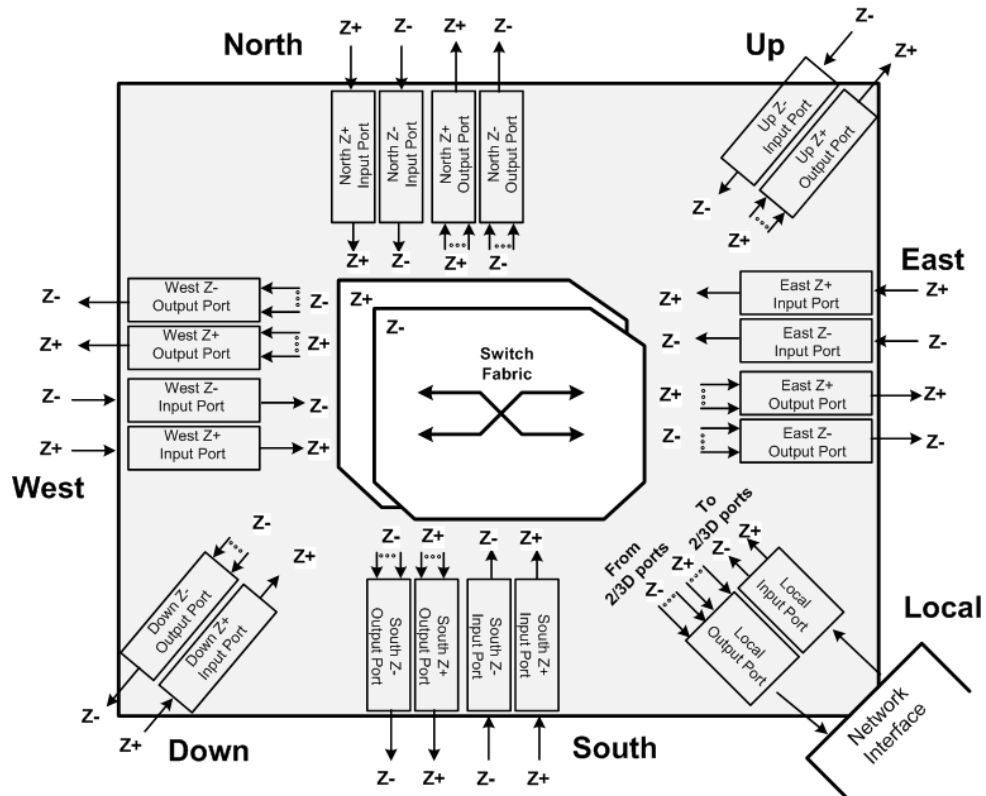 North
Z+
Z-
Z+
Z-
North Z+
Input Port
North Z-
Input Port
North Z+
Output Port
North Z-
Output Port
Z+
Z-
Z+
Z-
Up
Z-
Z+
Up Z-
Input Port
Up Z+
Output Port
Z-
Z+
West Z-
Output Port
West Z+
Output Port
West Z-
Input Port
West Z+
Input Port
Z-
Z+
Z-
Z+
Z-
Z+
Z-
Z+
West
Z+
Z-
Switch
Fabric
East
East Z+
Input Port
East Z-
Input Port
East Z+
Output Port
East Z-
Output Port
Z+
Z-
Z+
Z-
Z+
Z-
Z+
Z-
Z-
Z+
Down Z-
Output Port
Down Z+
Input Port
Z-
Z+
Down
Z-
Z+
Z-
Z+
South Z-
Output Port
South Z+
Output Port
South Z-
Input Port
South Z+
Input Port
Z-
Z+
Z-
Z+
South
From
2/3D ports
To
2/3D ports
Z-
Z+
Z-
Z+
Local
Input Port
Local
Output Port
Local
Network
Interface